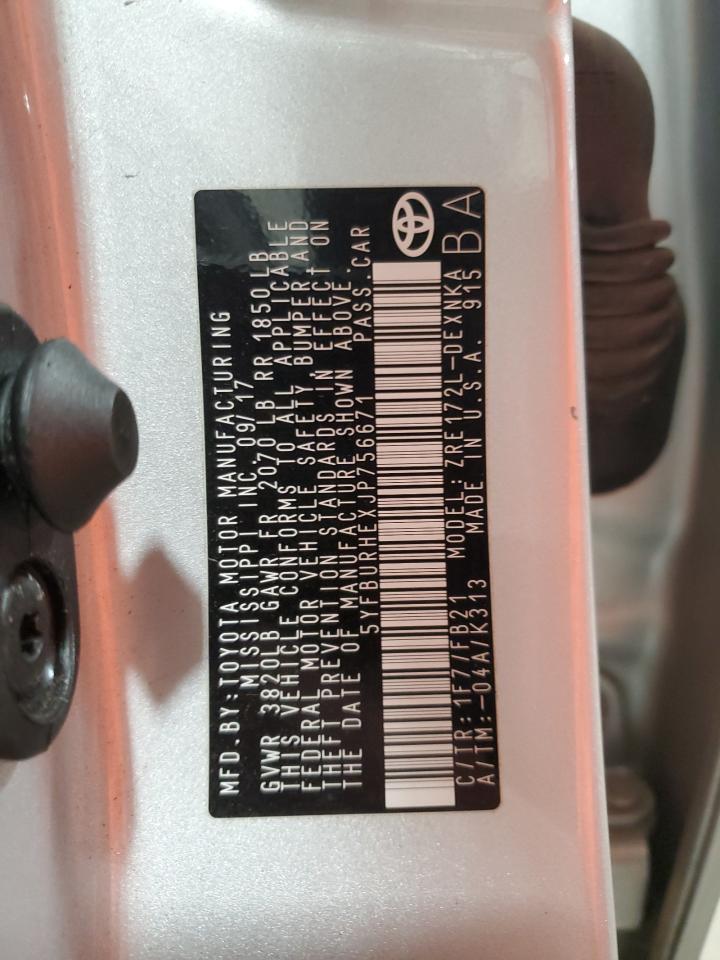 MFD.BY:TOYOTA MOTOR MANUFACTURING
MISSISSIPPI INC. 09/17
GVWR 3820LB GAWR FR 2070 LB RR 1850 LB
THIS VEHICLE CONFORMS TO ALL APPLICABLE
FEDERAL MOTOR VEHICLE SAFETY BUMPER AND
THEFT PREVENTION STANDARDS IN EFFECT ON
THE DATE OF MANUFACTURE SHOWN ABOVE.
5YFBURHEXJP756671 PASS.CAR
C/TR:1F7/FB21 MODEL:ZRE172L-DEXNKA
A/TM:-04A/K313 MADE IN U.S.A. 915 BA